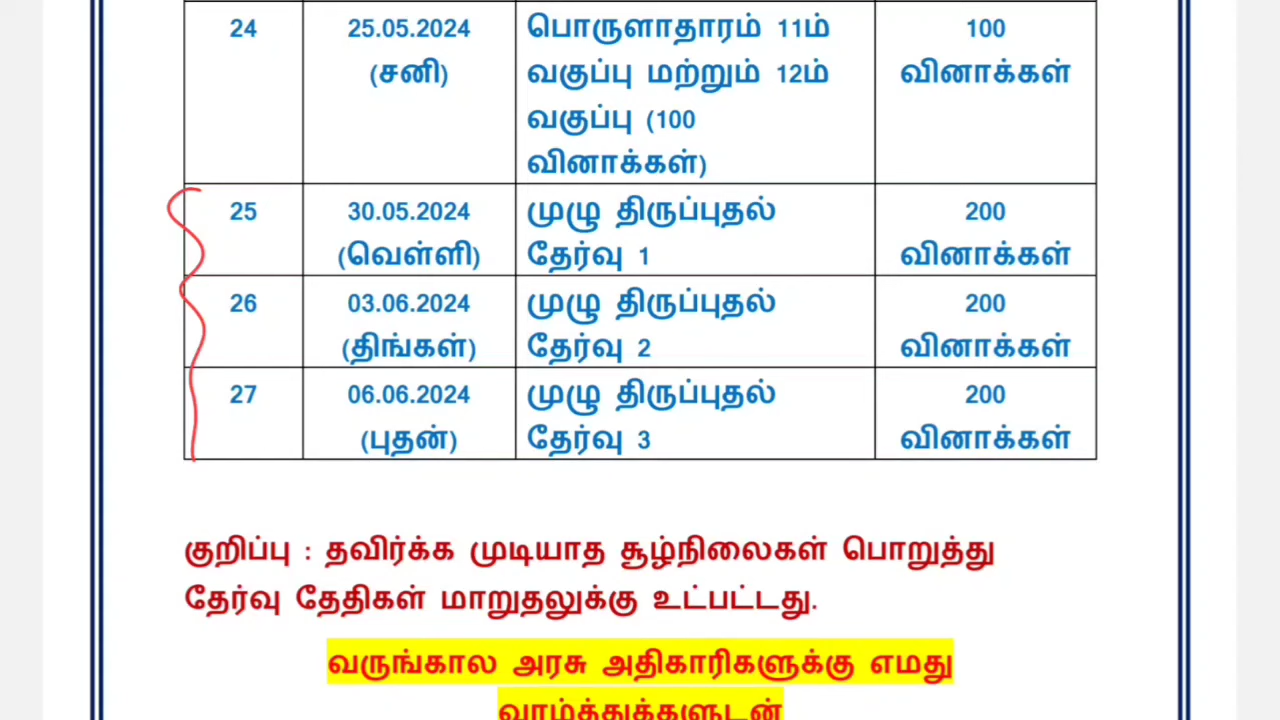 24 25.05.2024 பொருளாதாரம் 11ம் 100
(சனி) வகுப்பு மற்றும் 12ம் வினாக்கள்
வகுப்பு (100
வினாக்கள்)
25 30.05.2024 முழு திருப்புதல் 200
(வெள்ளி) தேர்வு 1 வினாக்கள்
26 03.06.2024 முழு திருப்புதல் 200
(திங்கள்) தேர்வு 2 வினாக்கள்
27 06.06.2024 முழு திருப்புதல் 200
(புதன்) தேர்வு 3 வினாக்கள்
குறிப்பு : தவிர்க்க முடியாத சூழ்நிலைகள் பொறுத்து
தேர்வு தேதிகள் மாறுதலுக்கு உட்பட்டது.
வருங்கால அரசு அதிகாரிகளுக்கு எமது
வாழ்த்துக்களுடன்